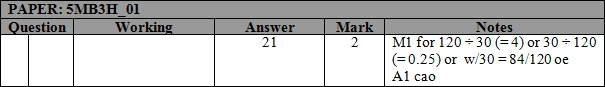 PAPER: 5MB3H_01
Question Working Answer Mark Notes
21 2 M1 for 120 ÷ 30 (= 4) or 30 ÷ 120
(= 0.25) or w/30 = 84/120 oe
A1 cao